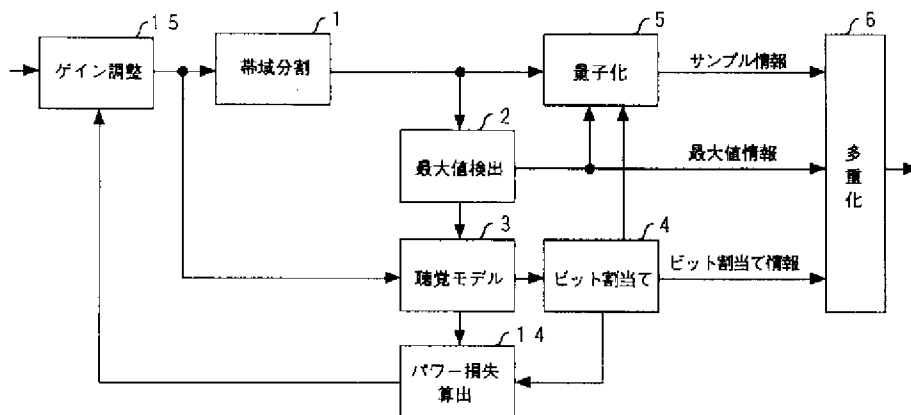 15
1
5
6
ゲイン調整
帯域分割
量子化
サンプル情報
2
最大値検出
最大値情報
多重化
3
4
聴覚モデル
ビット割当て
ビット割当て情報
14
パワー損失
算出